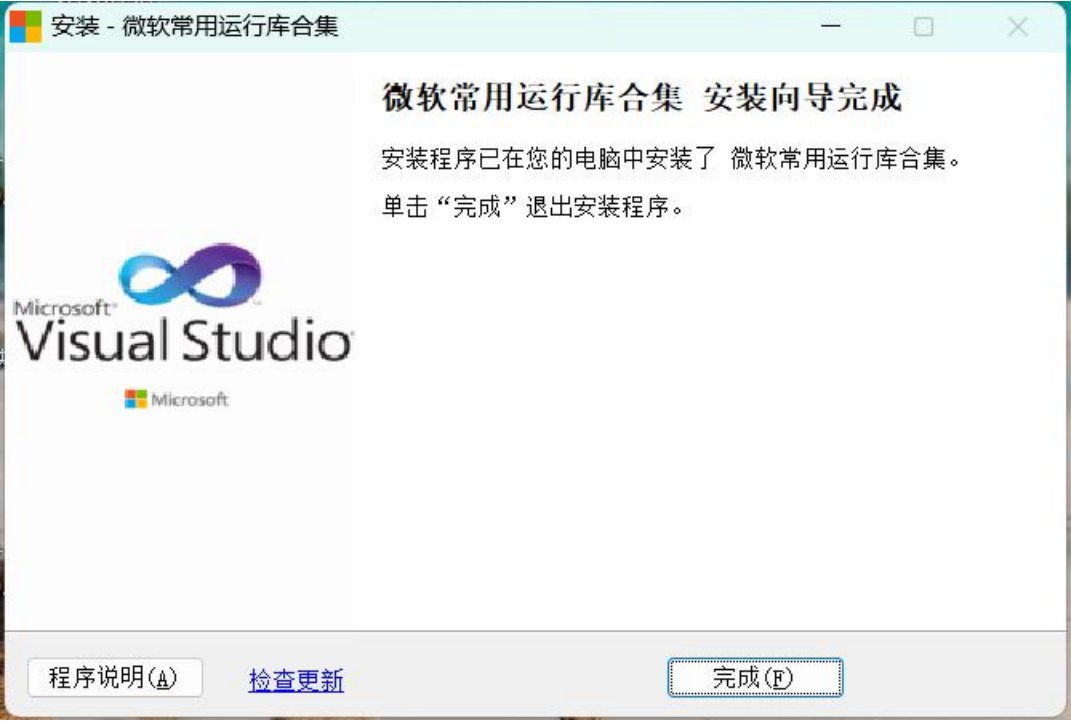 安装 - 微软常用运行库合集
微软常用运行库合集 安装向导完成
安装程序已在您的电脑中安装了 微软常用运行库合集。
单击“完成”退出安装程序。
Microsoft®
Visual Studio
Microsoft
程序说明(A)
检查更新
完成(F)